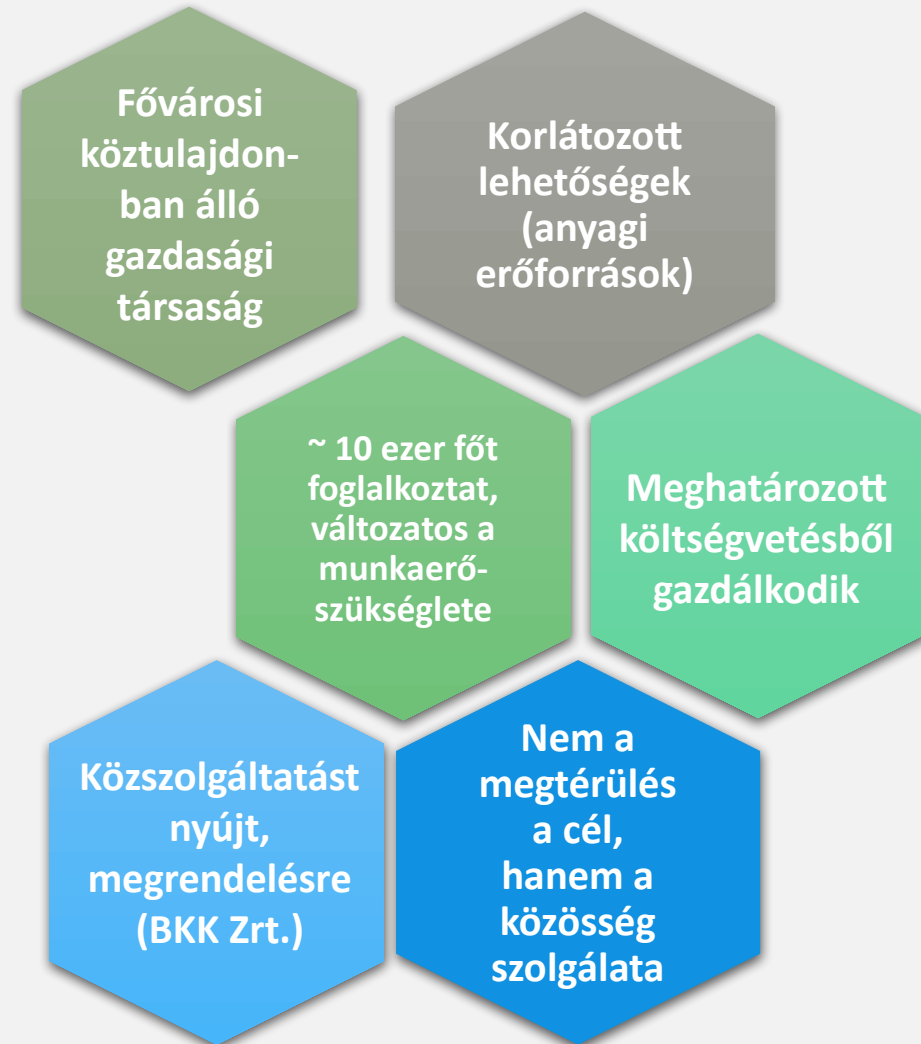 Fővárosi
köztulajdon-
ban álló
gazdasági
társaság
Korlátozott
lehetőségek
(anyagi
erőforrások)
~ 10 ezer főt
foglalkoztat,
változatos a
munkaerő-
szükséglete
Meghatározott
költségvetésből
gazdálkodik
Közszolgáltatást
nyújt,
megrendelésre
(BKK Zrt.)
Nem a
megtérülés
a cél,
hanem a
közösség
szolgálata